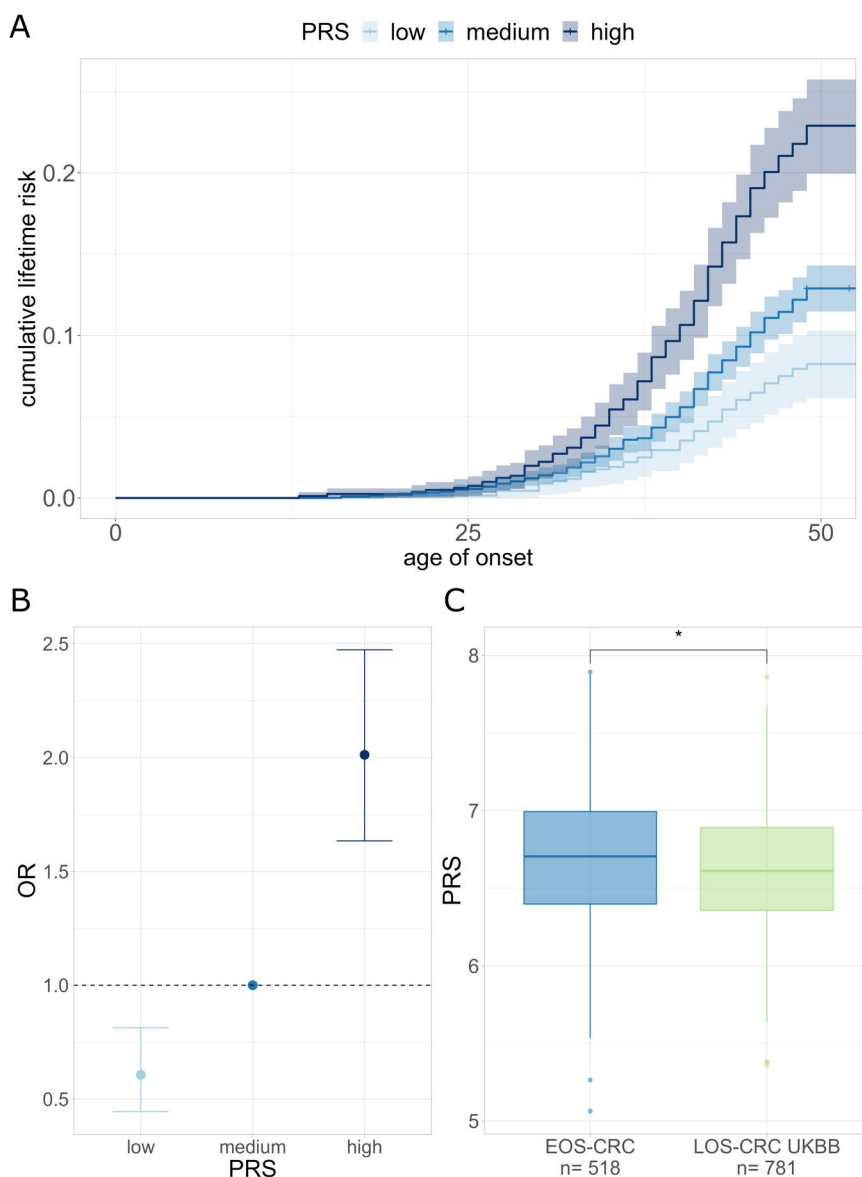 A
PRS low medium high
cumulative lifetime risk
0.2
0.1
0.0
0 25 50
age of onset
B
OR
2.5
2.0
1.5
1.0
0.5
low medium high
PRS
C
PRS
8
7
6
5
*
EOS-CRC LOS-CRC UKBB
n= 518 n= 781